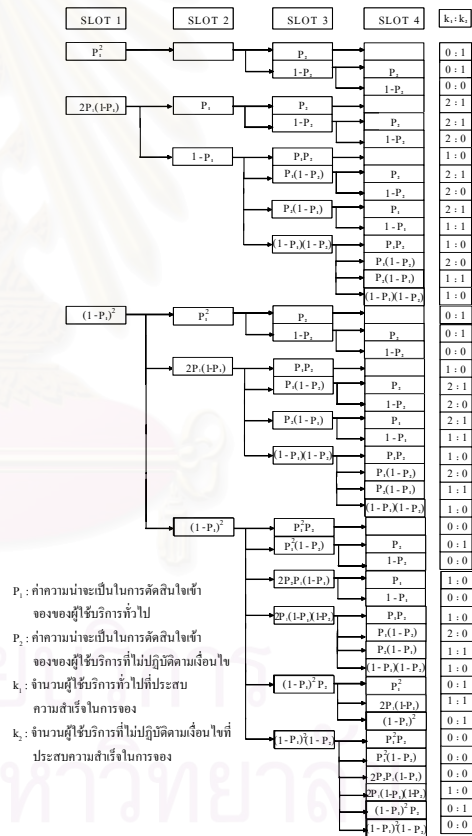 SLOT 1 SLOT 2 SLOT 3 SLOT 4 k₁:k₂
P₁² P₂ 0:1
1-P₂ P₂ 0:1
1-P₂ 0:0
2P₁(1-P₁) P₁ P₂ 2:1
1-P₂ P₂ 2:1
1-P₂ 2:0
1-P₁ P₁P₂ 1:0
P₁(1-P₂) P₂ 2:1
1-P₂ 2:0
P₂(1-P₁) P₁ 2:1
1-P₁ 1:1
(1-P₁)(1-P₂) P₁P₂ 1:0
P₁(1-P₂) 2:0
P₂(1-P₁) 1:1
(1-P₁)(1-P₂) 1:0
(1-P₁)² P₁² P₂ 0:1
1-P₂ P₂ 0:1
1-P₂ 0:0
2P₁(1-P₁) P₁P₂ 1:0
P₁(1-P₂) P₂ 2:1
1-P₂ 2:0
P₂(1-P₁) P₁ 2:1
1-P₁ 1:1
(1-P₁)(1-P₂) P₁P₂ 1:0
P₁(1-P₂) 2:0
P₂(1-P₁) 1:1
(1-P₁)(1-P₂) 1:0
(1-P₁)² P₁²P₂ 0:0
P₁²(1-P₂) P₂ 0:1
1-P₂ 0:0
2P₂P₁(1-P₁) P₁ 1:0
1-P₁ 0:0
2P₁(1-P₁)(1-P₂) P₁P₂ 1:0
P₁(1-P₂) 2:0
P₂(1-P₁) 1:1
(1-P₁)(1-P₂) 1:0
(1-P₁)²P₂ P₁² 0:1
2P₁(1-P₁) 1:1
(1-P₁)² 0:1
(1-P₁)²(1-P₂) P₁²P₂ 0:0
P₁²(1-P₂) 0:0
2P₂P₁(1-P₁) 0:0
2P₁(1-P₁)(1-P₂) 1:0
(1-P₁)²P₂ 0:1
(1-P₁)²(1-P₂) 0:0
P₁ : ค่าความน่าจะเป็นในการตัดสินใจเข้า
จองของผู้ใช้บริการทั่วไป
P₂ : ค่าความน่าจะเป็นในการตัดสินใจเข้า
จองของผู้ใช้บริการที่ไม่ปฏิบัติตามเงื่อนไข
k₁ : จำนวนผู้ใช้บริการทั่วไปที่ประสบ
ความสำเร็จในการจอง
k₂ : จำนวนผู้ใช้บริการที่ไม่ปฏิบัติตามเงื่อนไขที่
ประสบความสำเร็จในการจอง